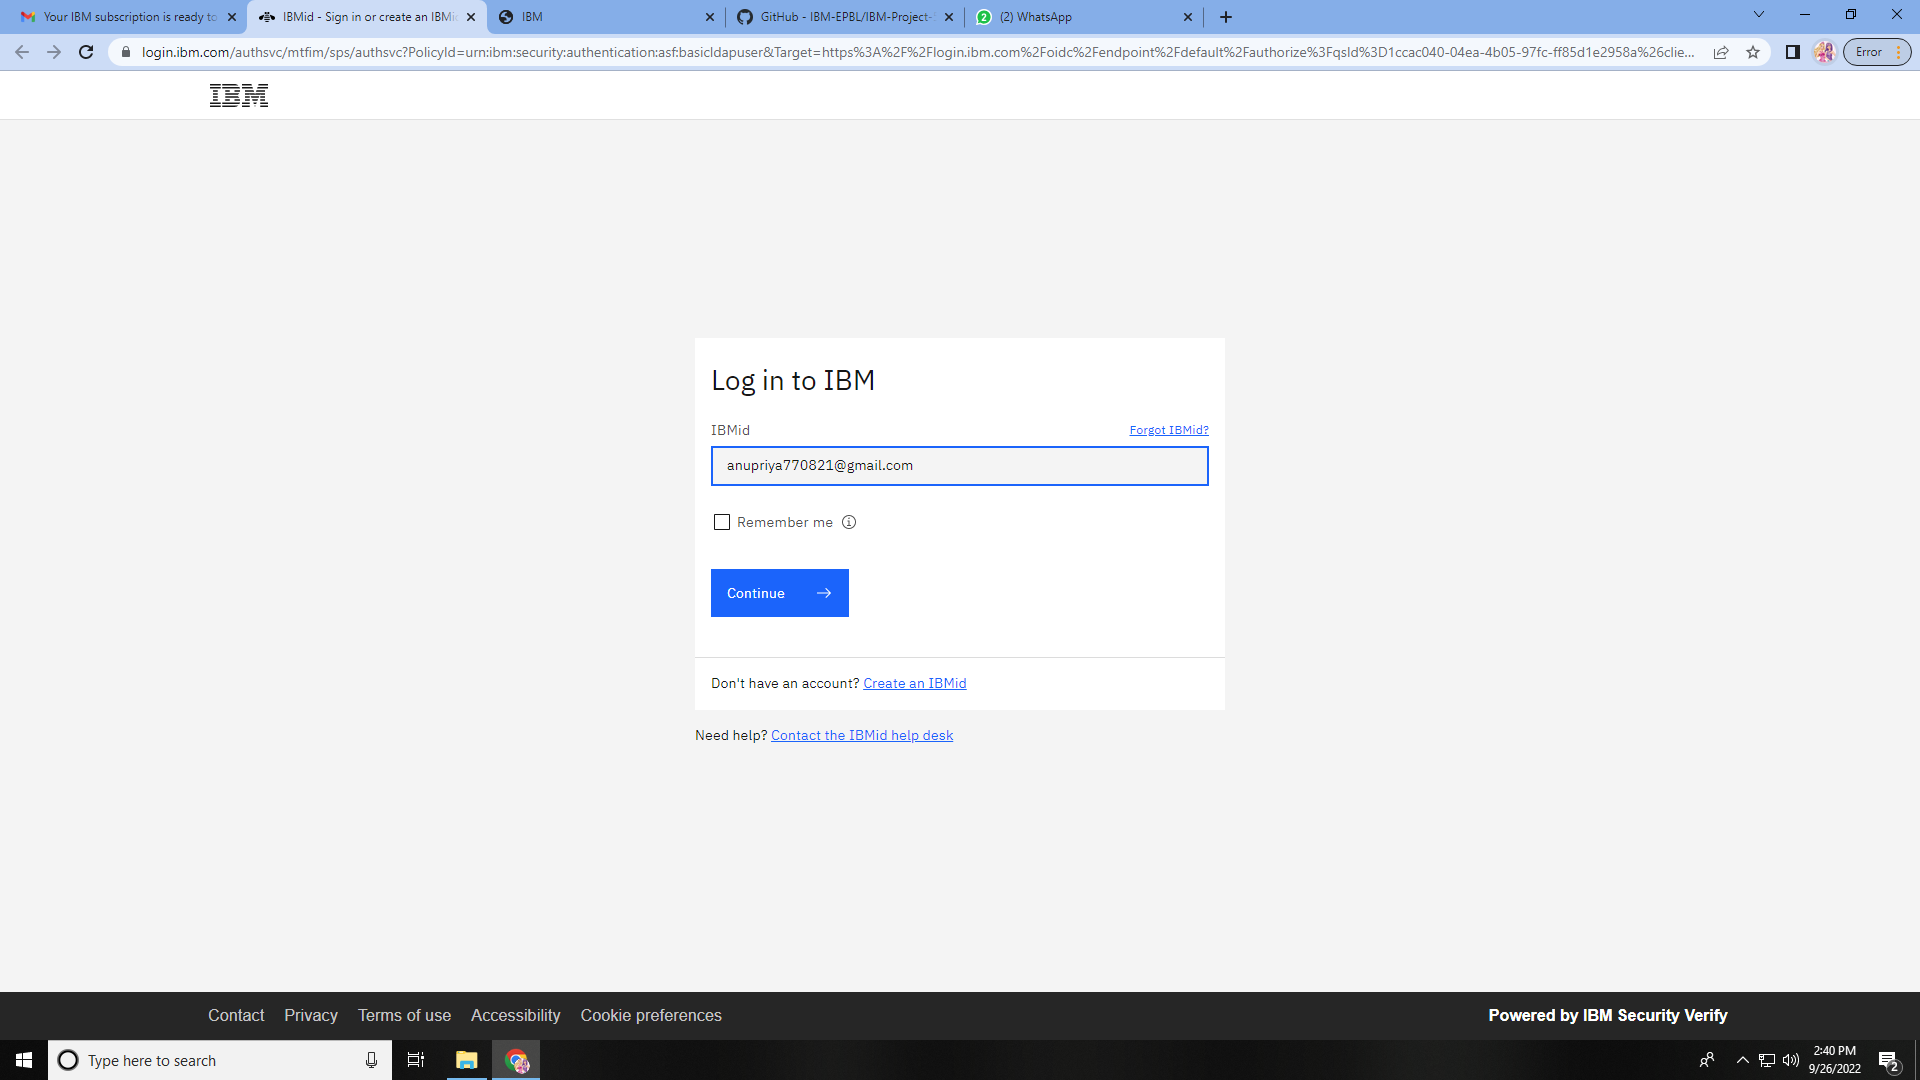 Your IBM subscription is ready to
IBMid - Sign in or create an IBMid
IBM
GitHub - IBM-EPBL/IBM-Project-
(2) WhatsApp
login.ibm.com/authsvc/mtfim/sps/authsvc?PolicyId=urn:ibm:security:authentication:asf:basicldapuser&Target=https%3A%2F%2Flogin.ibm.com%2Foidc%2Fendpoint%2Fdefault%2Fauthorize%3FqsId%3D1ccac040-04ea-4b05-97fc-ff85d1e2958a%26clie...
Error
IBM
Log in to IBM
IBMid
Forgot IBMid?
anupriya770821@gmail.com
Remember me
Continue
Don't have an account? Create an IBMid
Need help? Contact the IBMid help desk
Contact Privacy Terms of use Accessibility Cookie preferences
Powered by IBM Security Verify
Type here to search
2:40 PM
9/26/2022
2